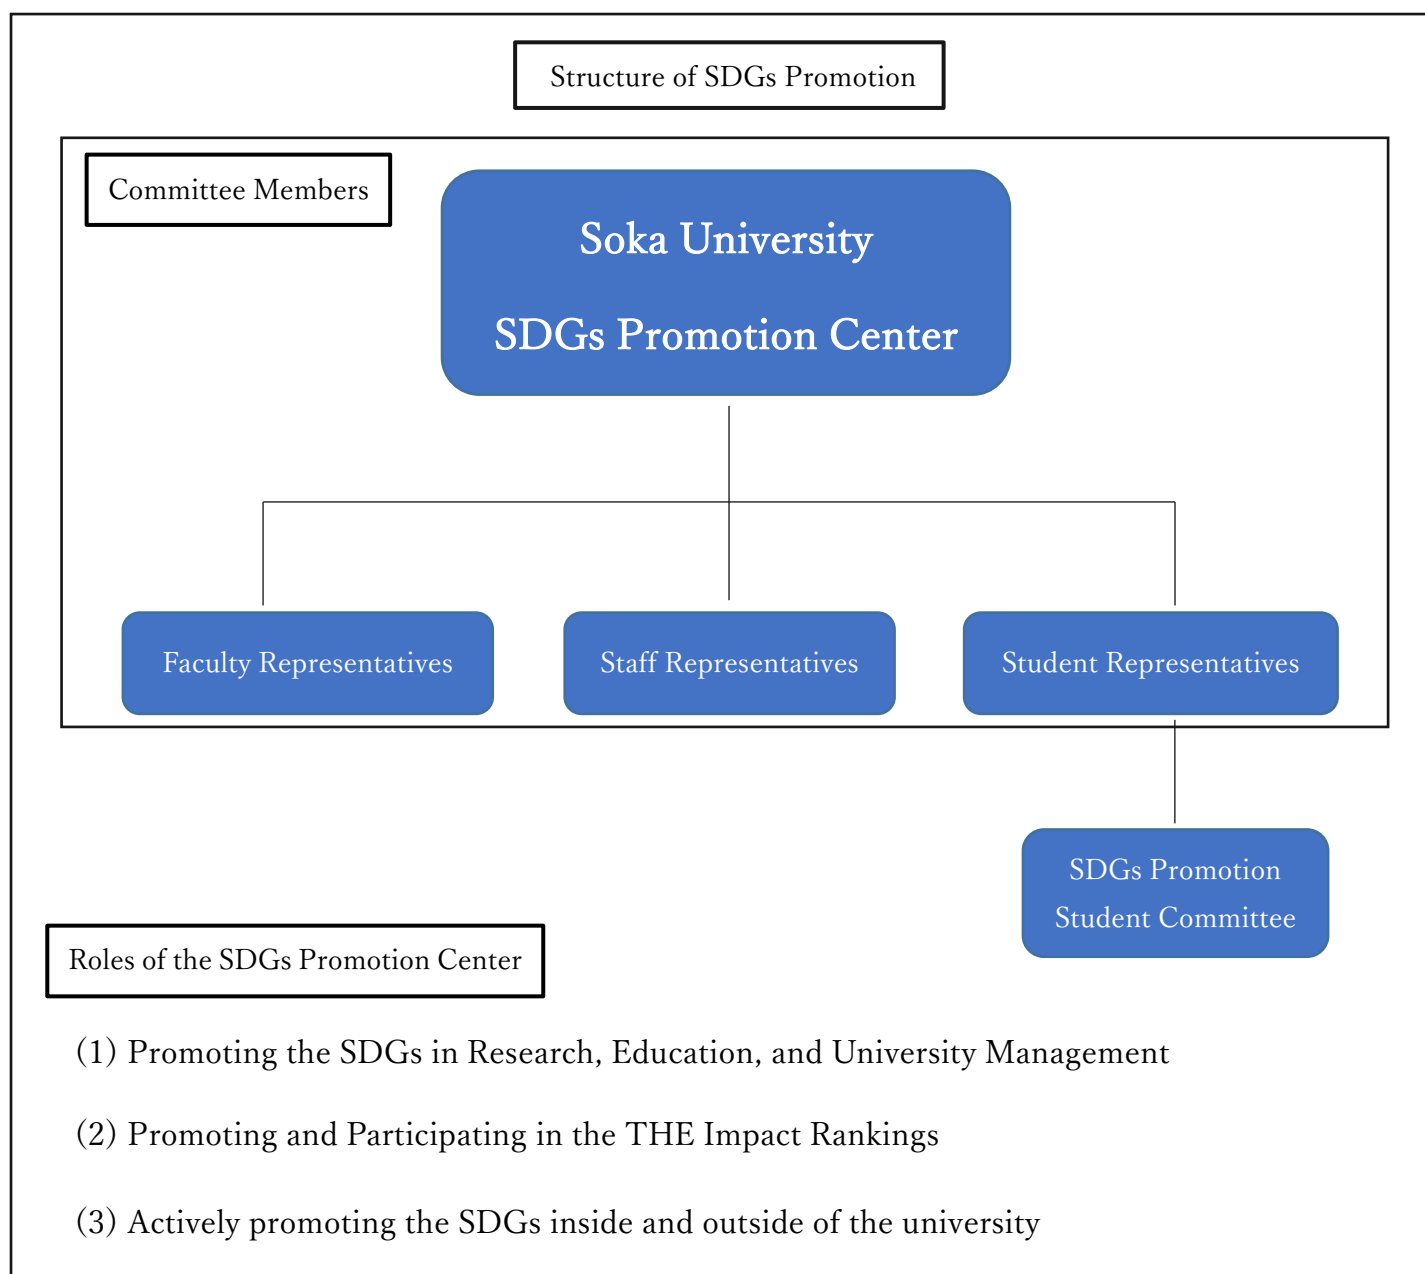 Structure of SDGs Promotion
Committee Members
Soka University
SDGs Promotion Center
Faculty Representatives
Staff Representatives
Student Representatives
SDGs Promotion
Student Committee
Roles of the SDGs Promotion Center
(1) Promoting the SDGs in Research, Education, and University Management
(2) Promoting and Participating in the THE Impact Rankings
(3) Actively promoting the SDGs inside and outside of the university